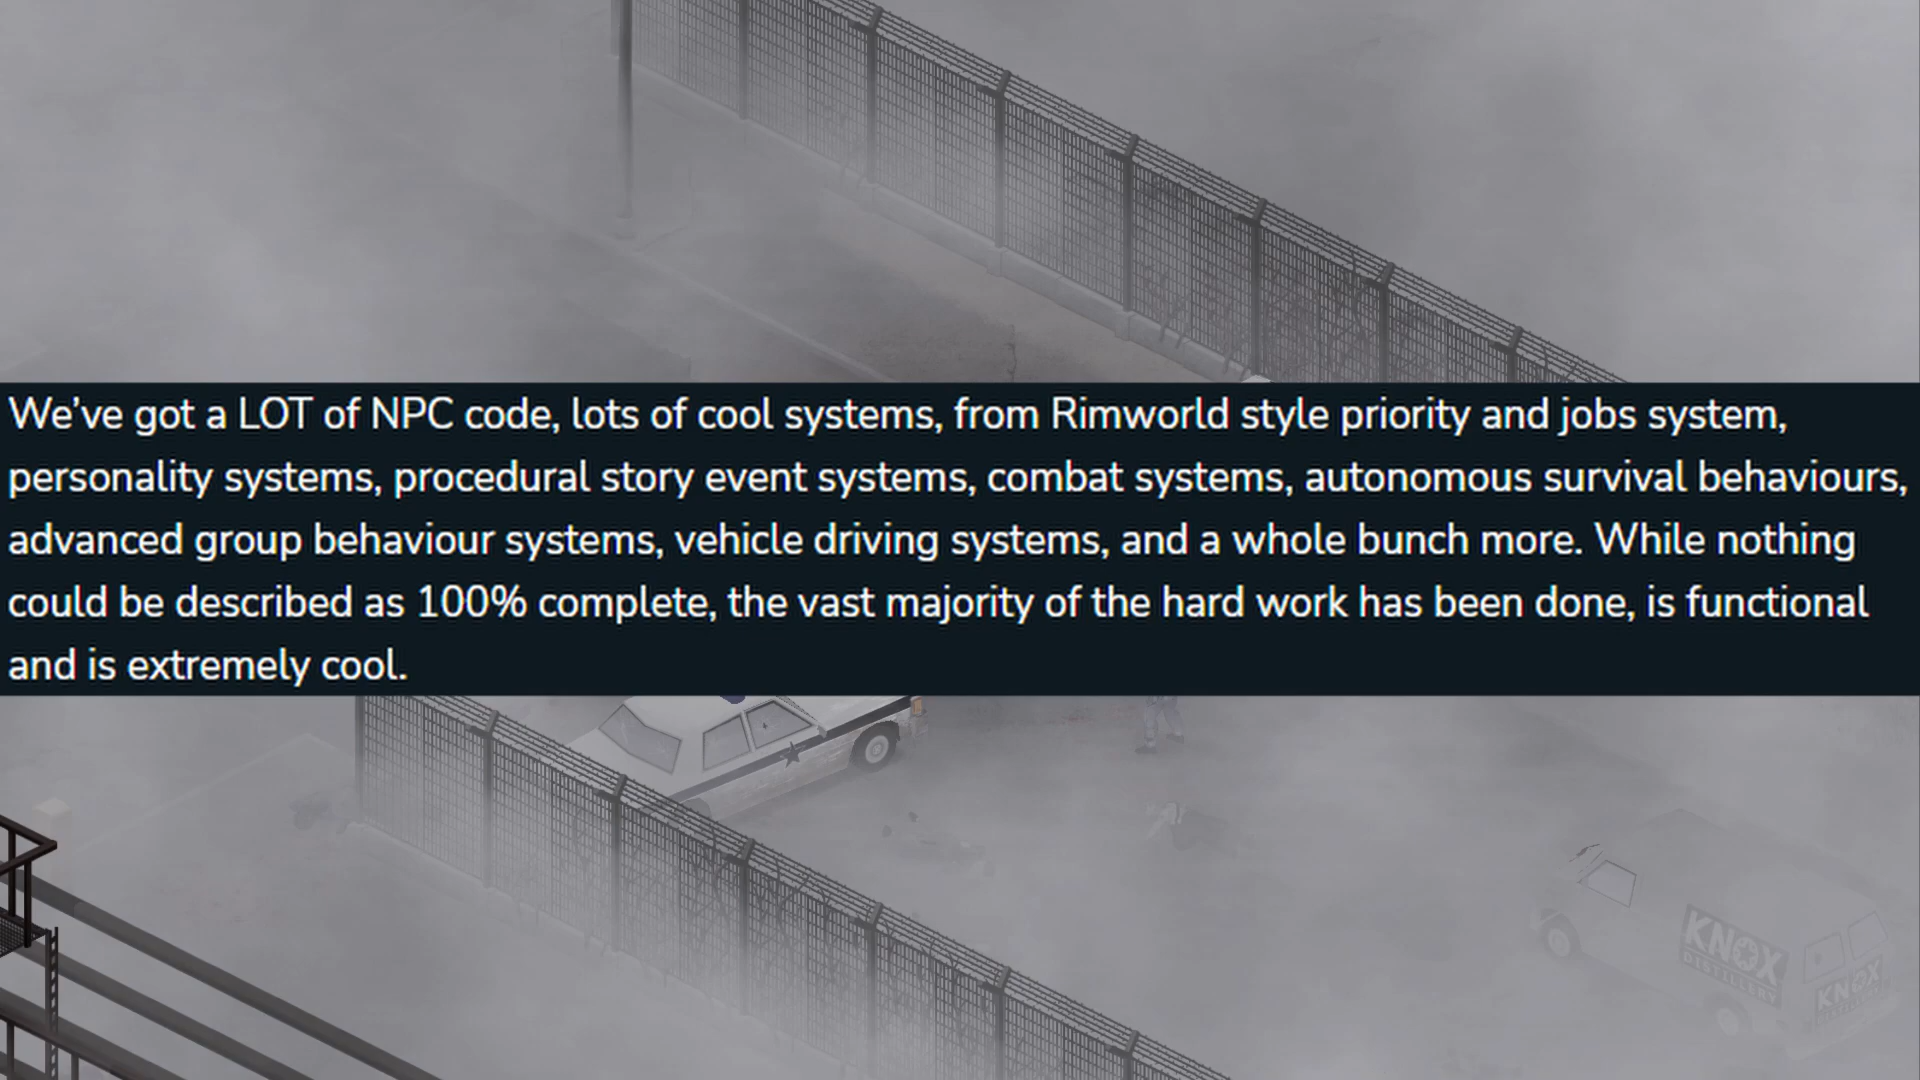 We've got a LOT of NPC code, lots of cool systems, from Rimworld style priority and jobs system,
personality systems, procedural story event systems, combat systems, autonomous survival behaviours,
advanced group behaviour systems, vehicle driving systems, and a whole bunch more. While nothing
could be described as 100% complete, the vast majority of the hard work has been done, is functional
and is extremely cool.
KNOX
DISTILLERY
KNOX